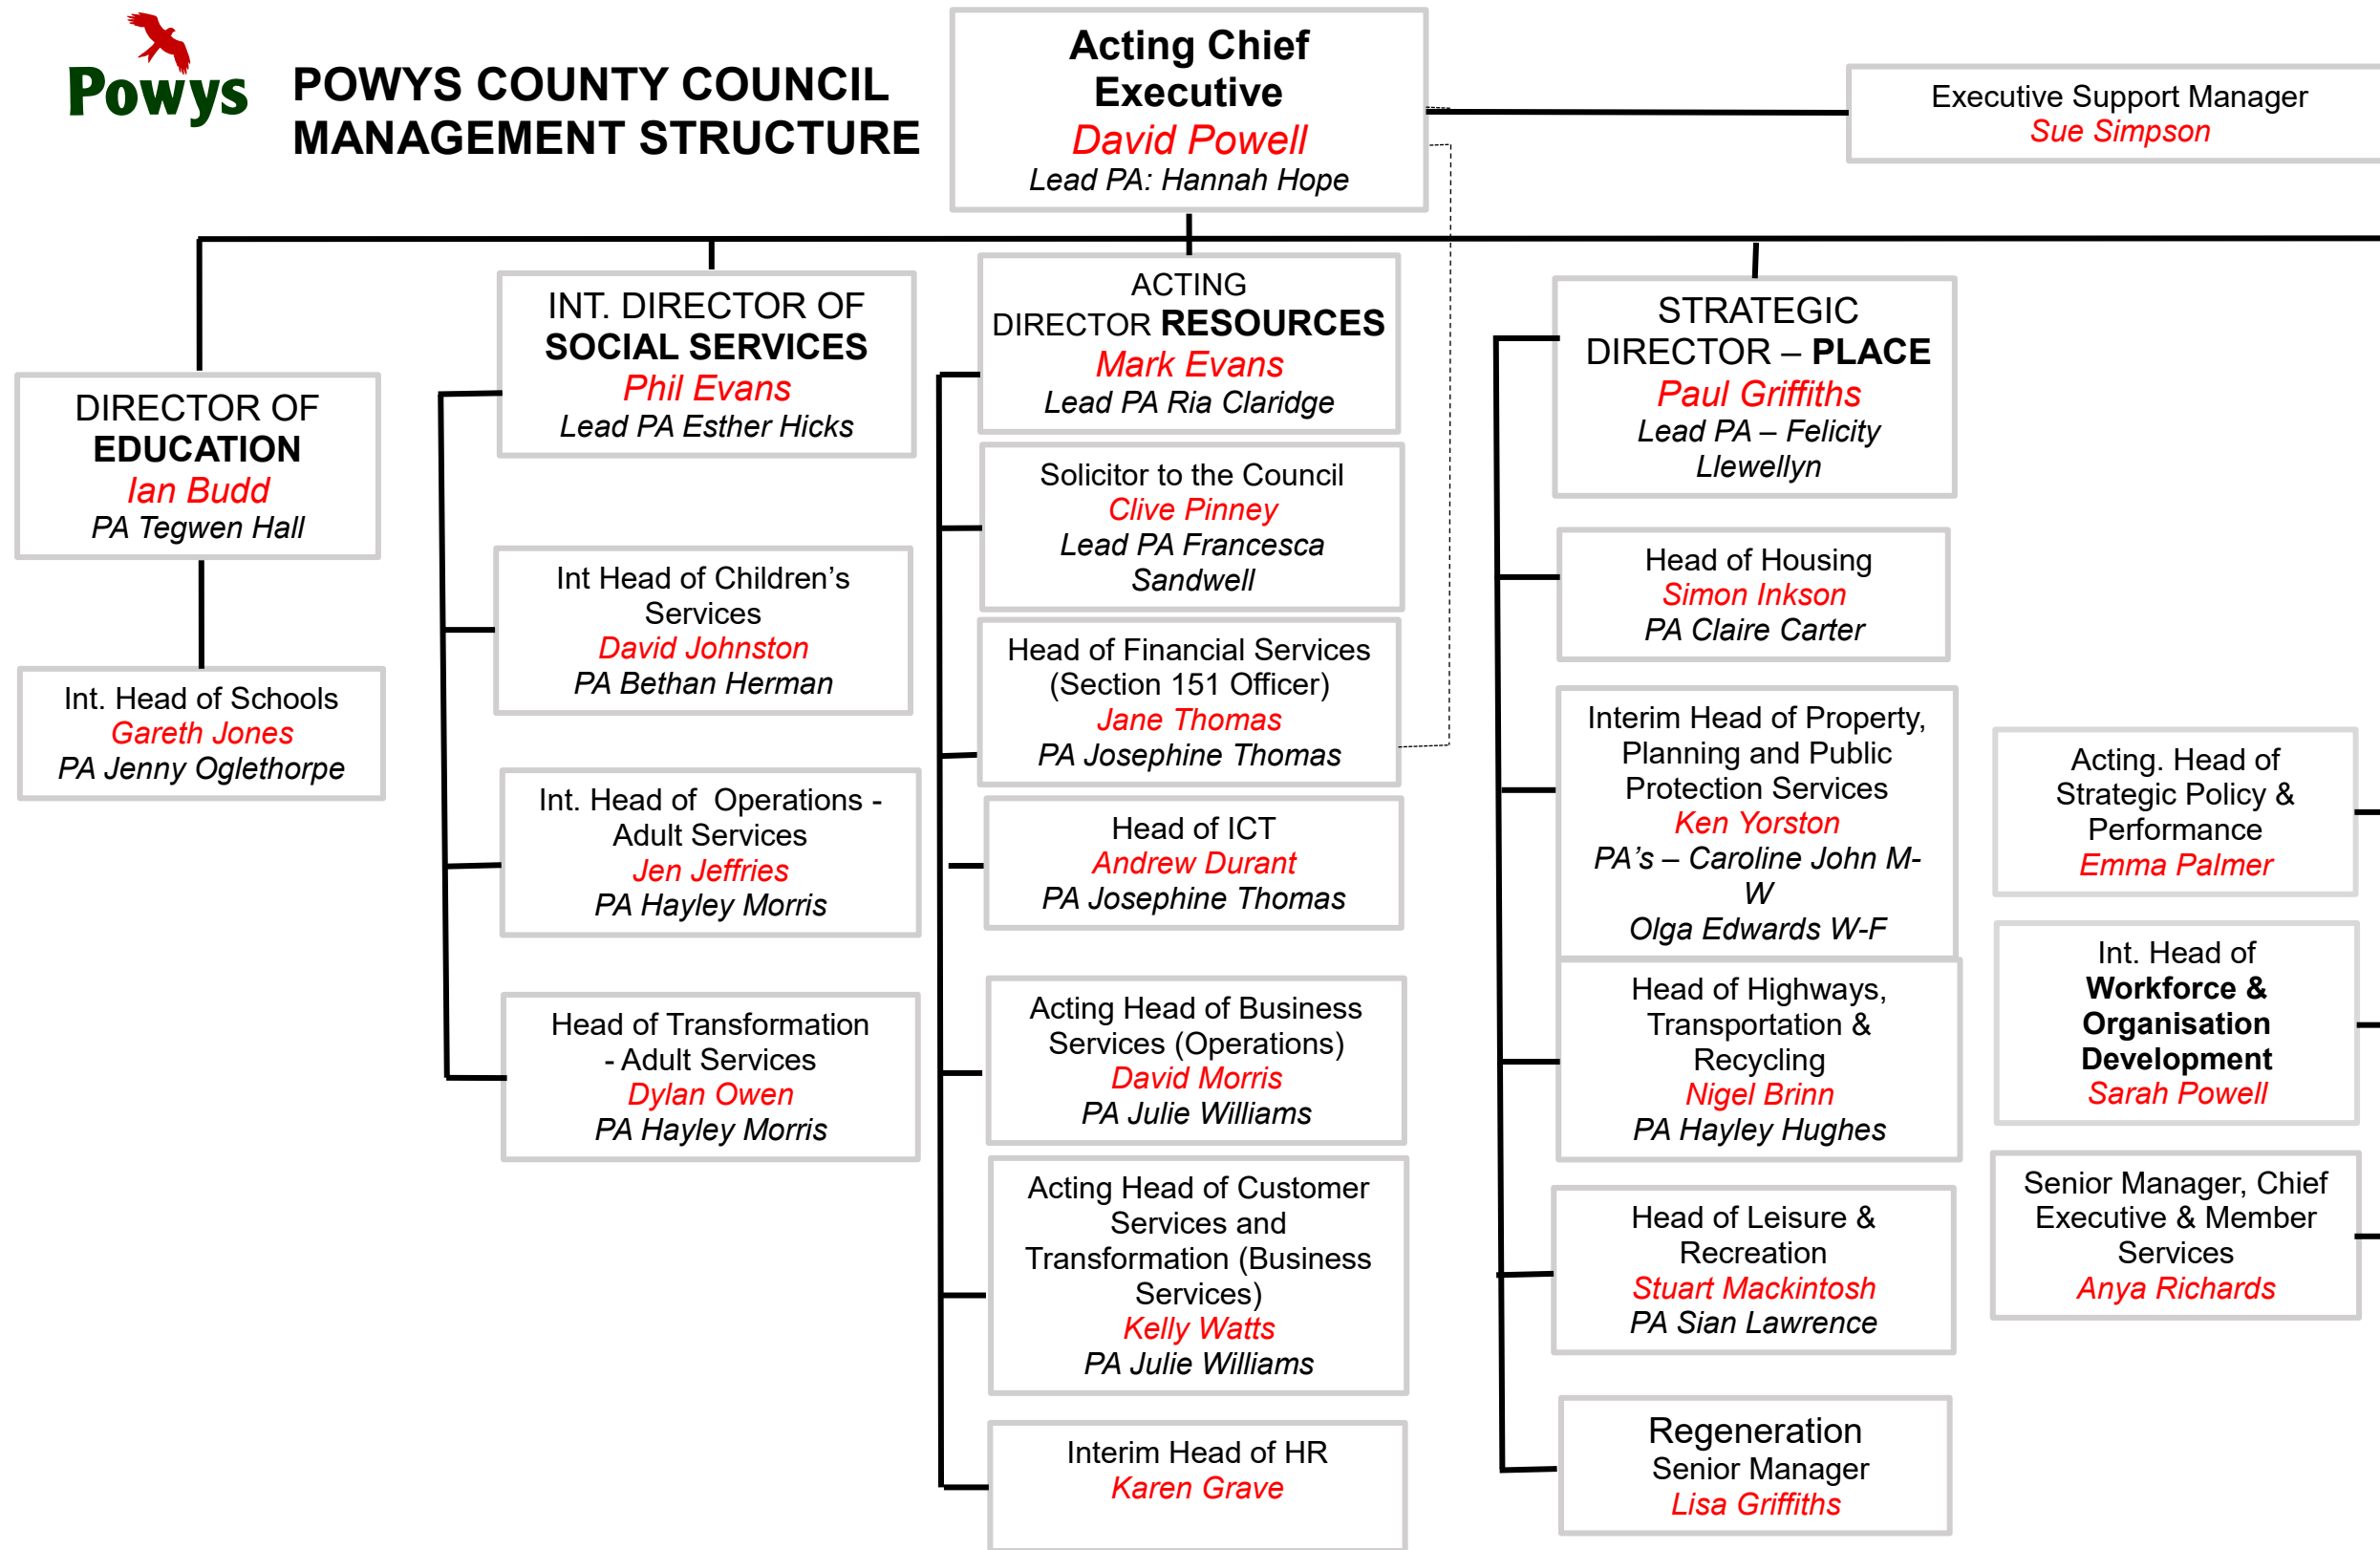 Powys
POWYS COUNTY COUNCIL
MANAGEMENT STRUCTURE
Acting Chief
Executive
David Powell
Lead PA: Hannah Hope
Executive Support Manager
Sue Simpson
DIRECTOR OF
EDUCATION
Ian Budd
PA Tegwen Hall
Int. Head of Schools
Gareth Jones
PA Jenny Oglethorpe
INT. DIRECTOR OF
SOCIAL SERVICES
Phil Evans
Lead PA Esther Hicks
Int Head of Children’s
Services
David Johnston
PA Bethan Herman
Int. Head of  Operations -
Adult Services
Jen Jeffries
PA Hayley Morris
Head of Transformation
- Adult Services
Dylan Owen
PA Hayley Morris
ACTING
DIRECTOR RESOURCES
Mark Evans
Lead PA Ria Claridge
Solicitor to the Council
Clive Pinney
Lead PA Francesca
Sandwell
Head of Financial Services
(Section 151 Officer)
Jane Thomas
PA Josephine Thomas
Head of ICT
Andrew Durant
PA Josephine Thomas
Acting Head of Business
Services (Operations)
David Morris
PA Julie Williams
Acting Head of Customer
Services and
Transformation (Business
Services)
Kelly Watts
PA Julie Williams
Interim Head of HR
Karen Grave
STRATEGIC
DIRECTOR – PLACE
Paul Griffiths
Lead PA – Felicity
Llewellyn
Head of Housing
Simon Inkson
PA Claire Carter
Interim Head of Property,
Planning and Public
Protection Services
Ken Yorston
PA’s – Caroline John M-
W
Olga Edwards W-F
Head of Highways,
Transportation &
Recycling
Nigel Brinn
PA Hayley Hughes
Head of Leisure &
Recreation
Stuart Mackintosh
PA Sian Lawrence
Regeneration
Senior Manager
Lisa Griffiths
Acting. Head of
Strategic Policy &
Performance
Emma Palmer
Int. Head of
Workforce &
Organisation
Development
Sarah Powell
Senior Manager, Chief
Executive & Member
Services
Anya Richards